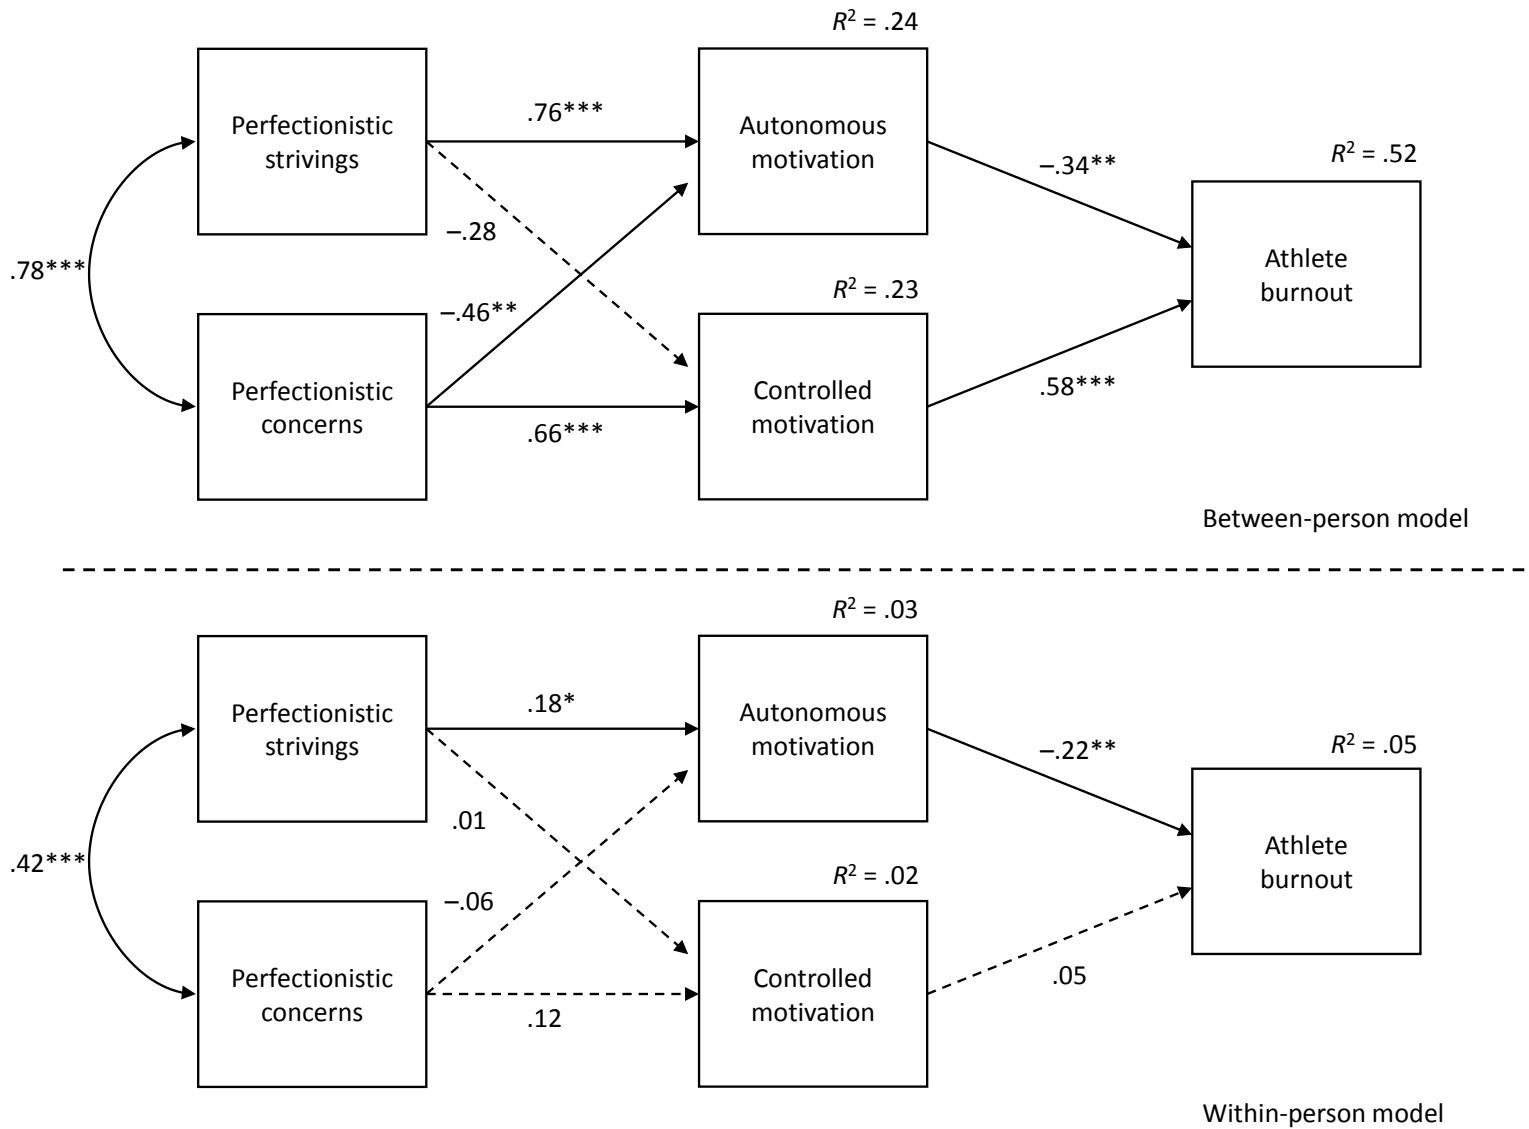 R² = .24
Perfectionistic
strivings
.76***
Autonomous
motivation
–.34**
R² = .52
–.28
.78***
Athlete
burnout
–.46**
R² = .23
Perfectionistic
concerns
.66***
Controlled
motivation
.58***
Between-person model
R² = .03
Perfectionistic
strivings
.18*
Autonomous
motivation
–.22**
R² = .05
.01
.42***
Athlete
burnout
–.06
R² = .02
Perfectionistic
concerns
.12
Controlled
motivation
.05
Within-person model